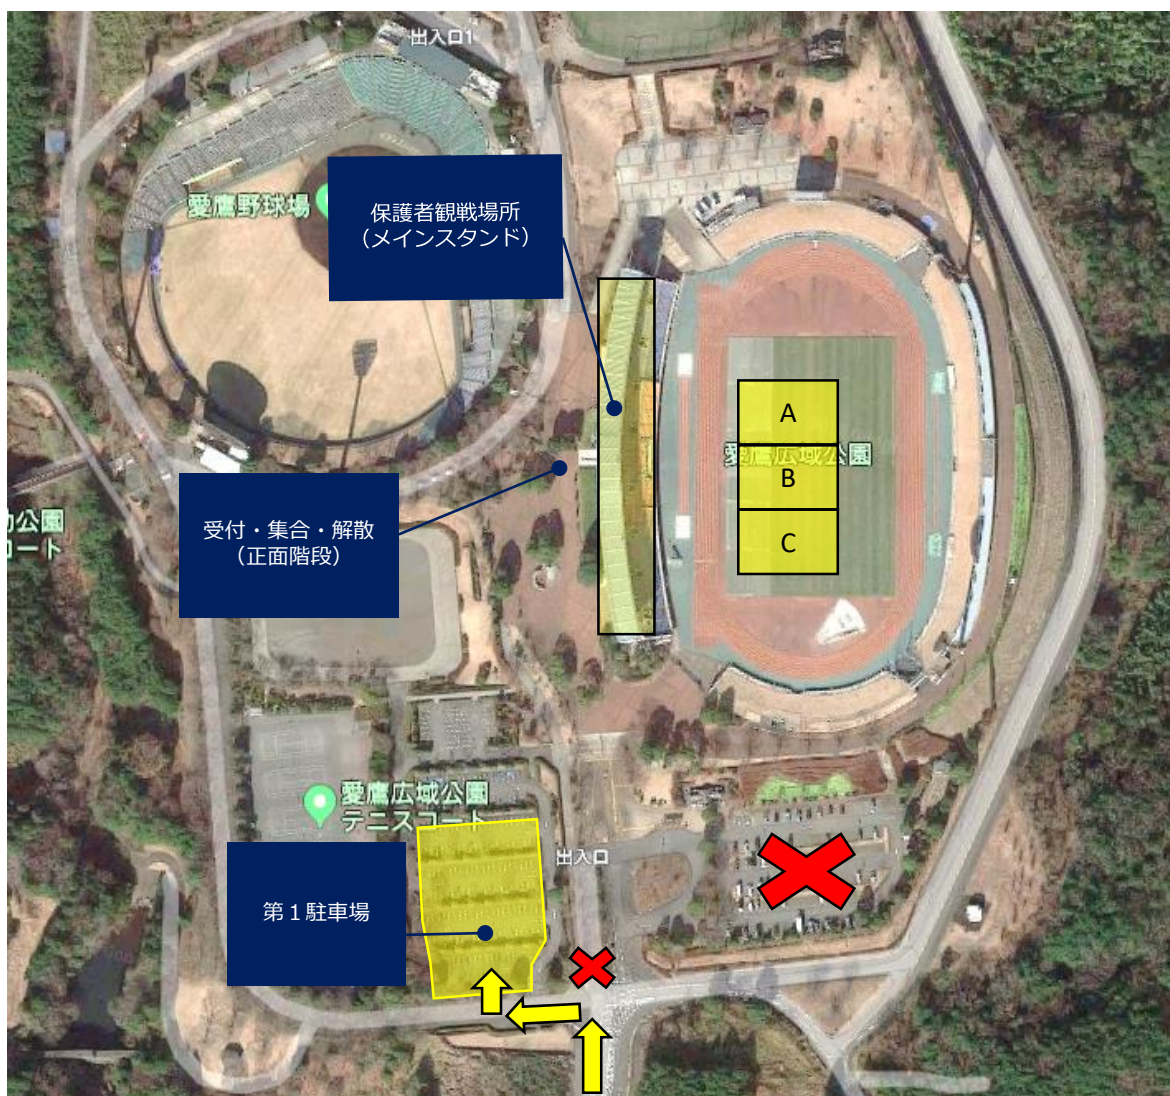 出入口1
愛鷹野球場
保護者観戦場所
（メインスタンド）
A
愛鷹広域公園
B
受付・集合・解散
（正面階段）
C
公園
コート
愛鷹広域公園
テニスコート
出入口
第１駐車場